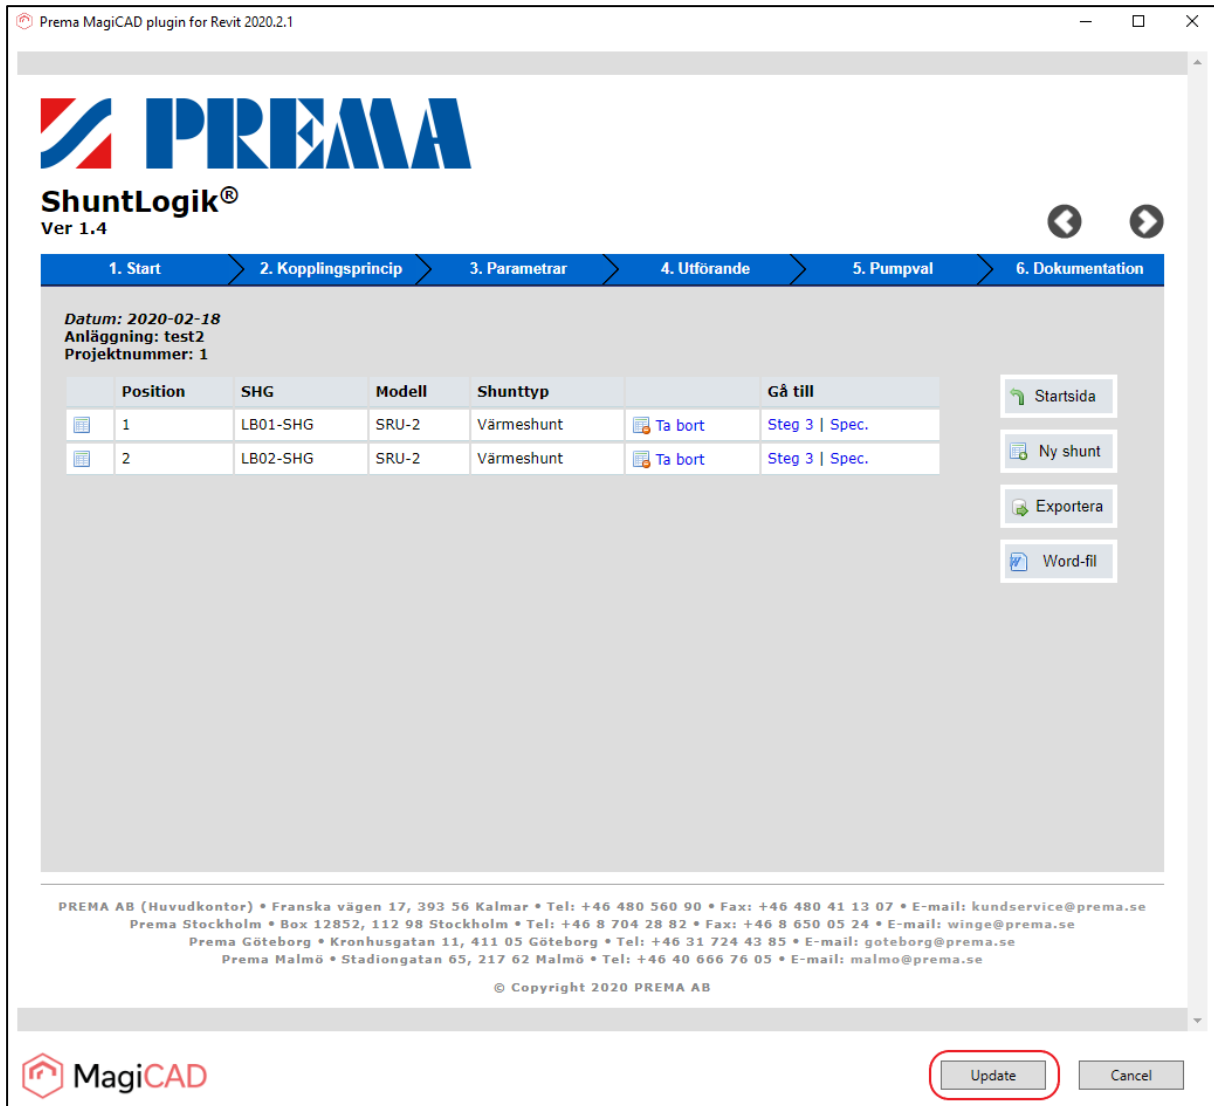 Prema MagiCAD plugin for Revit 2020.2.1
PREMA
ShuntLogik®
Ver 1.4
1. Start 2. Kopplingsprincip 3. Parametrar 4. Utförande 5. Pumpval 6. Dokumentation
Datum: 2020-02-18
Anläggning: test2
Projektnummer: 1
Position SHG Modell Shunttyp Gå till
1 LB01-SHG SRU-2 Värmeshunt Ta bort Steg 3 | Spec.
2 LB02-SHG SRU-2 Värmeshunt Ta bort Steg 3 | Spec.
Startsida
Ny shunt
Exportera
Word-fil
PREMA AB (Huvudkontor) • Franska vägen 17, 393 56 Kalmar • Tel: +46 480 560 90 • Fax: +46 480 41 13 07 • E-mail: kundservice@prema.se
Prema Stockholm • Box 12852, 112 98 Stockholm • Tel: +46 8 704 28 82 • Fax: +46 8 650 05 24 • E-mail: winge@prema.se
Prema Göteborg • Kronhusgatan 11, 411 05 Göteborg • Tel: +46 31 724 43 85 • E-mail: goteborg@prema.se
Prema Malmö • Stadiongatan 65, 217 62 Malmö • Tel: +46 40 666 76 05 • E-mail: malmo@prema.se
© Copyright 2020 PREMA AB
MagiCAD
Update Cancel